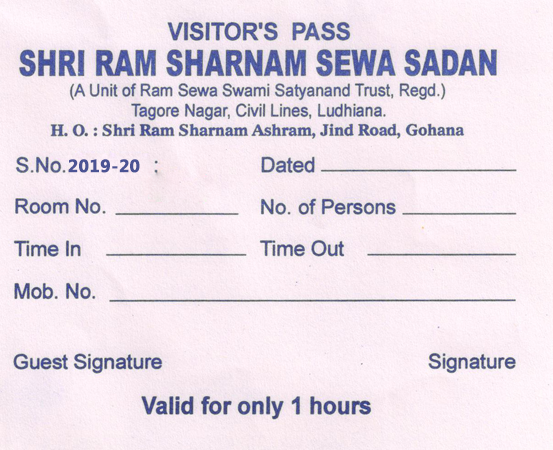 VISITOR'S PASS
SHRI RAM SHARNAM SEWA SADAN
(A Unit of Ram Sewa Swami Satyanand Trust, Regd.)
Tagore Nagar, Civil Lines, Ludhiana.
H. O. : Shri Ram Sharnam Ashram, Jind Road, Gohana
S.No. 2019-20 : Dated
Room No. No. of Persons
Time In Time Out
Mob. No.
Guest Signature Signature
Valid for only 1 hours